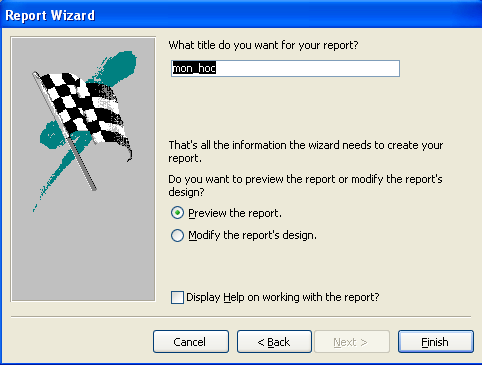 Report Wizard
What title do you want for your report?
mon_hoc
That's all the information the wizard needs to create your
report.
Do you want to preview the report or modify the report's
design?
Preview the report.
Modify the report's design.
Display Help on working with the report?
Cancel
< Back
Next >
Finish